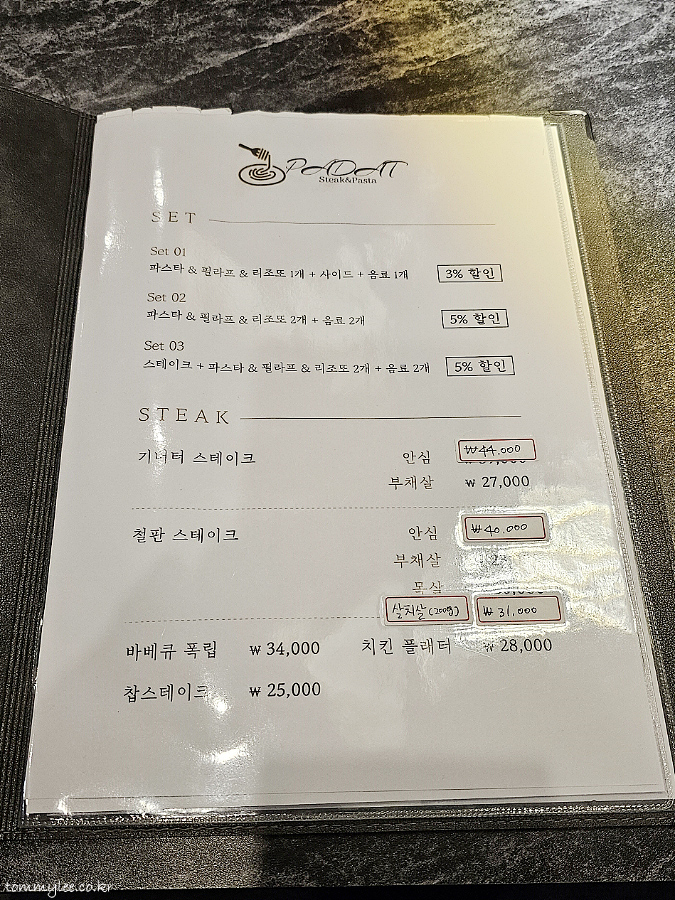 PADAT
Steak&Pasta
SET
Set 01
파스타 & 필라프 & 리조또 1개 + 사이드 + 음료 1개 3% 할인
Set 02
파스타 & 필라프 & 리조또 2개 + 음료 2개 5% 할인
Set 03
스테이크 + 파스타 & 필라프 & 리조또 2개 + 음료 2개 5% 할인
STEAK
기너터 스테이크 안심 ₩44,000
부채살 ₩ 27,000
철판 스테이크 안심 ₩40,000
부채살
목살
살치살(200g) ₩ 31,000
바베큐 폭립 ₩ 34,000 치킨 플래터 ₩ 28,000
찹스테이크 ₩ 25,000
tommylee.co.kr